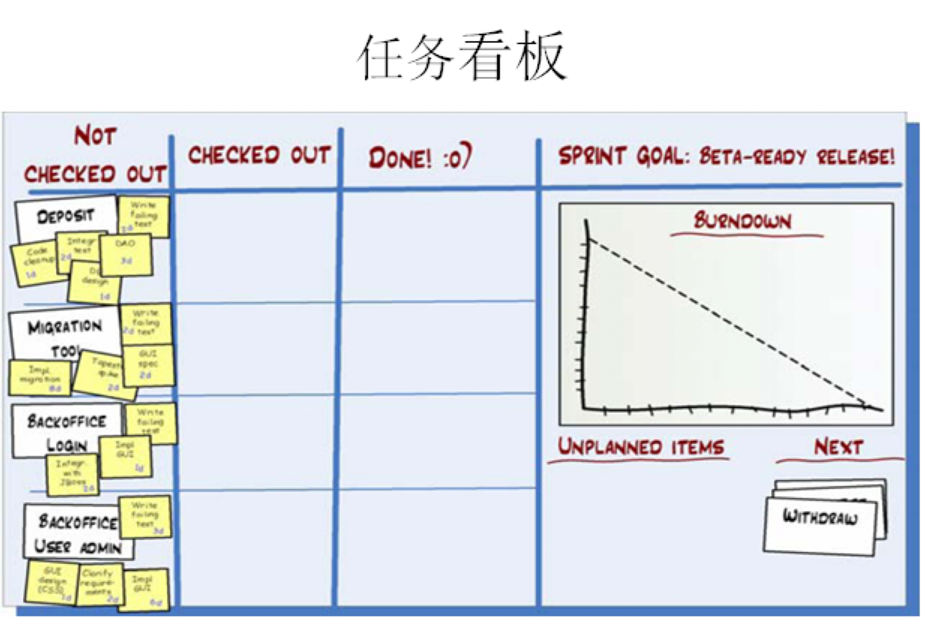 任务看板
NOT
CHECKED OUT
CHECKED OUT
DONE! :o)
SPRINT GOAL: BETA-READY RELEASE!
DEPOSIT
Write
failing
test
2d
Code
cleanup
1d
Integr.
test
2d
DAO
3d
DB
design
1d
MIGRATION
TOOL
Write
failing
test
2d
GUI
spec
2d
Impl.
migration
8d
2d
BACKOFFICE
LOGIN
Write
failing
test
Impl
GUI
1d
Integr.
with
JBoss
2d
BACKOFFICE
USER ADMIN
Write
failing
test
3d
GUI
design
(CSS)
1d
Clarify
require-
ments
2d
Impl
GUI
6d
BURNDOWN
UNPLANNED ITEMS
NEXT
WITHDRAW